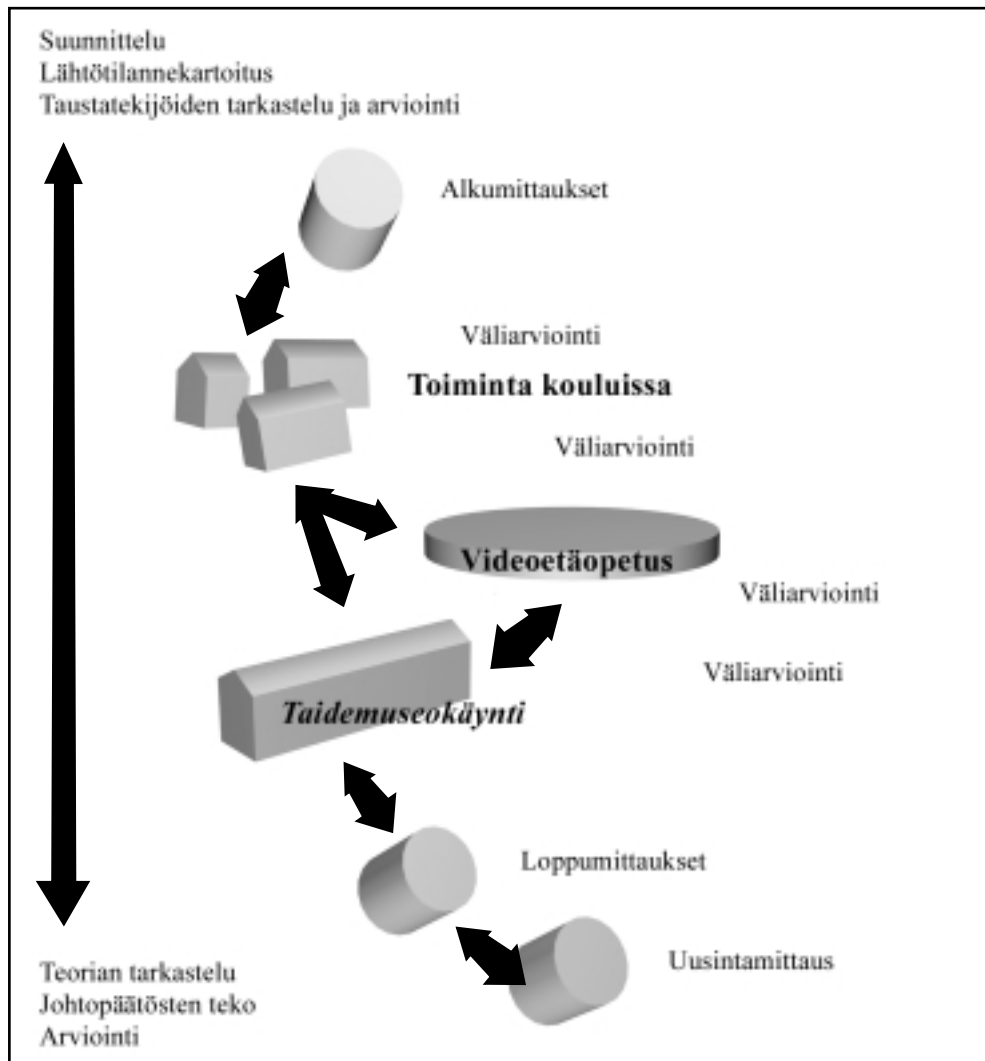 Suunnittelu
Lähtötilannekartoitus
Taustatekijöiden tarkastelu ja arviointi
Alkumittaukset
Väliarviointi
Toiminta kouluissa
Väliarviointi
Videoetäopetus
Väliarviointi
Väliarviointi
Taidemuseokäynti
Loppumittaukset
Uusintamittaus
Teorian tarkastelu
Johtopäätösten teko
Arviointi